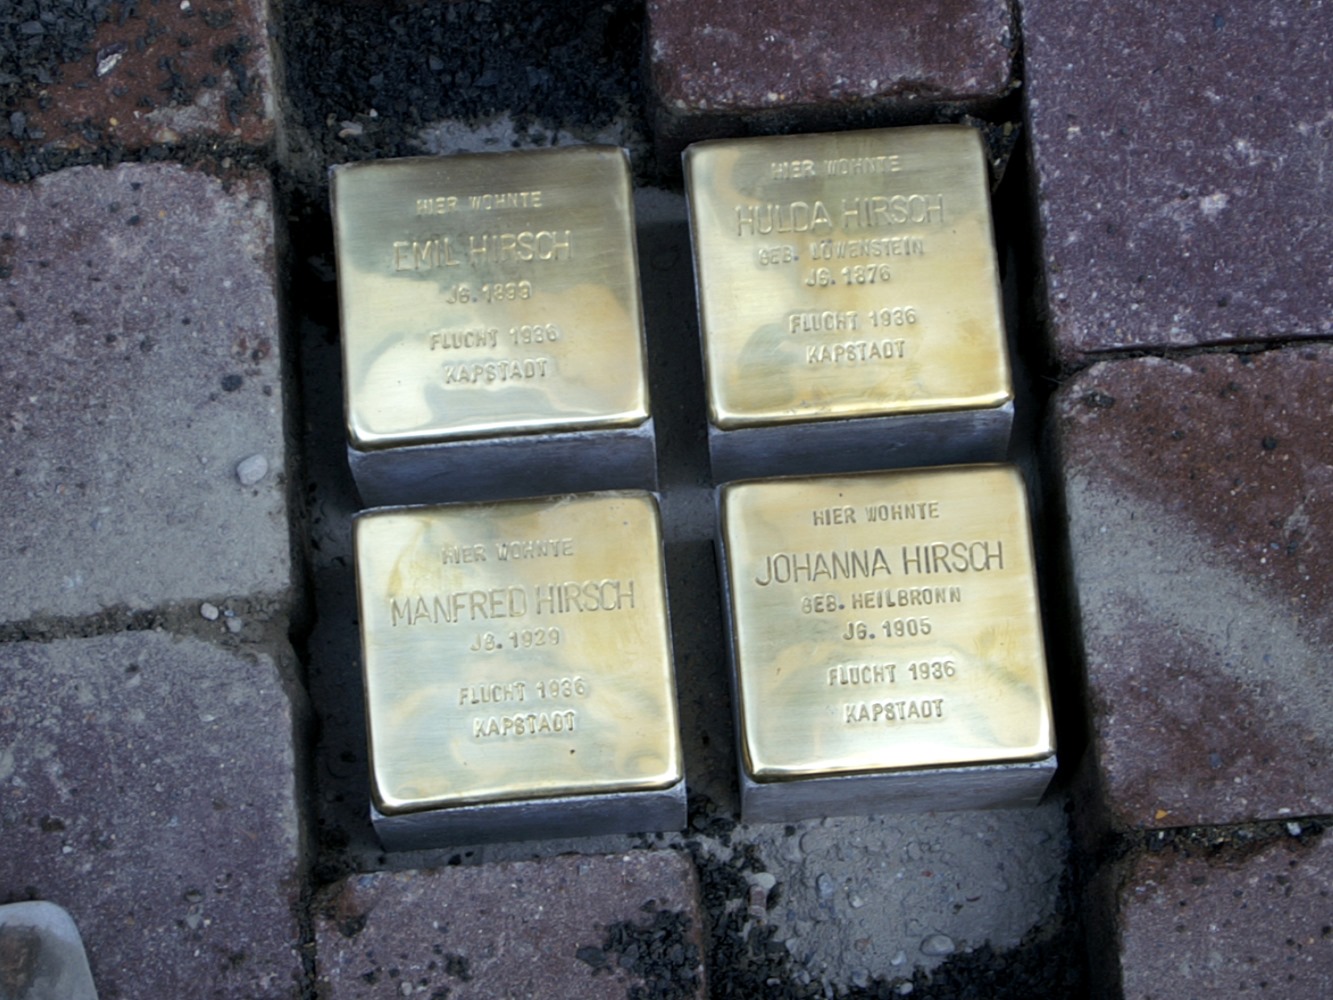 HIER WOHNTE
EMIL HIRSCH
JG. 1899
FLUCHT 1936
KAPSTADT
HIER WOHNTE
HULDA HIRSCH
GEB. LÖWENSTEIN
JG. 1876
FLUCHT 1936
KAPSTADT
HIER WOHNTE
MANFRED HIRSCH
JG. 1929
FLUCHT 1936
KAPSTADT
HIER WOHNTE
JOHANNA HIRSCH
GEB. HEILBRONN
JG. 1905
FLUCHT 1936
KAPSTADT